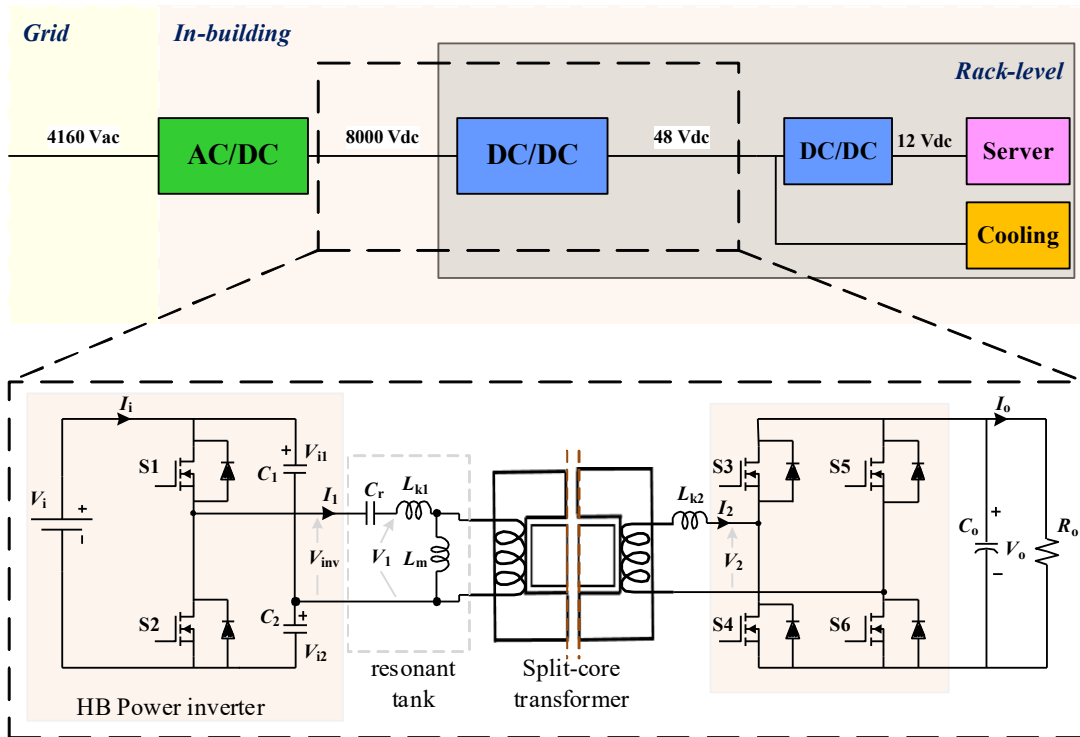 Grid
In-building
Rack-level
4160 Vac
AC/DC
8000 Vdc
DC/DC
48 Vdc
DC/DC
12 Vdc
Server
Cooling
Ii
S1
+
Vi1
C1
Vi
+
-
I1
Cr
Lk1
Vinv
V1
Lm
S2
C2
+
Vi2
HB Power inverter
resonant
tank
Split-core
transformer
Lk2
I2
V2
S3
S5
S4
S6
Io
Co
+
Vo
−
Ro